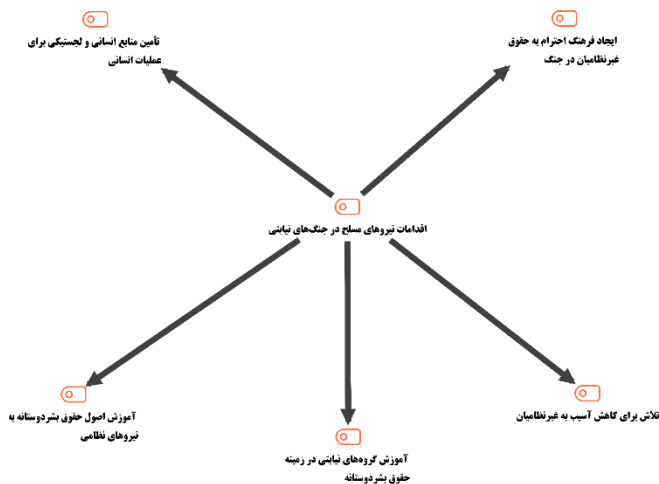 ایجاد فرهنگ احترام به حقوق
غیرنظامیان در جنگ
تأمین منابع انسانی و لجستیکی برای
عملیات انسانی
اقدامات نیروهای مسلح در جنگ‌های نیابتی
تلاش برای کاهش آسیب به غیرنظامیان
آموزش گروه‌های نیابتی در زمینه
حقوق بشردوستانه
آموزش اصول حقوق بشردوستانه به
نیروهای نظامی